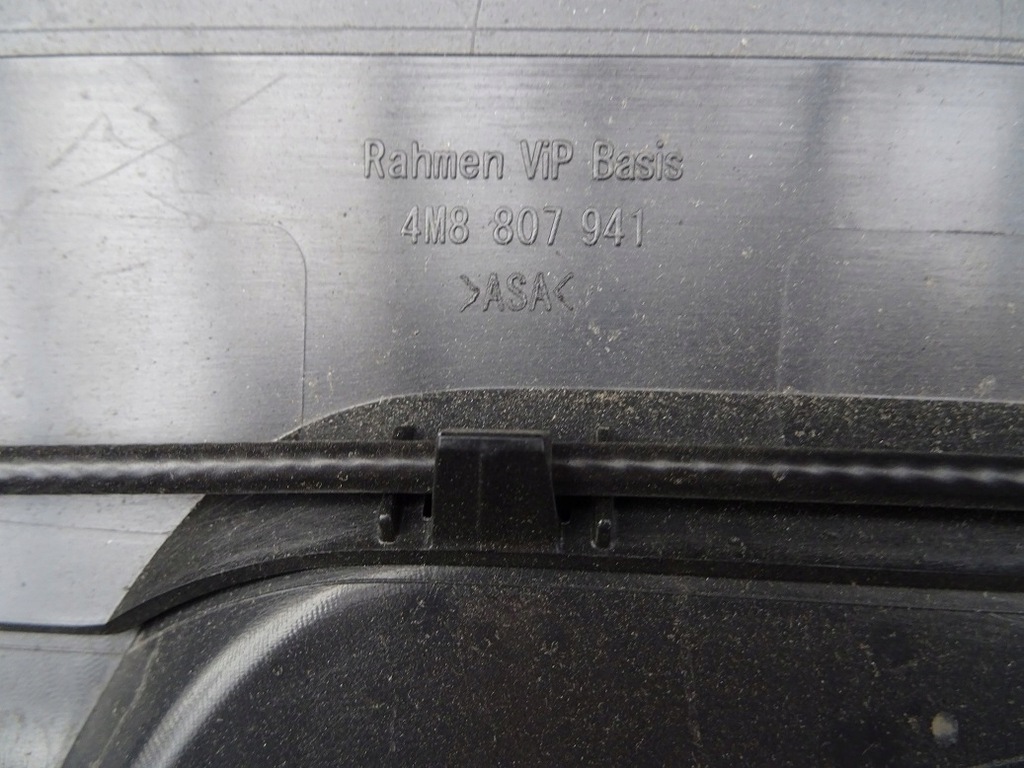 Rahmen ViP Basis
4M8 807 941
>ASA<